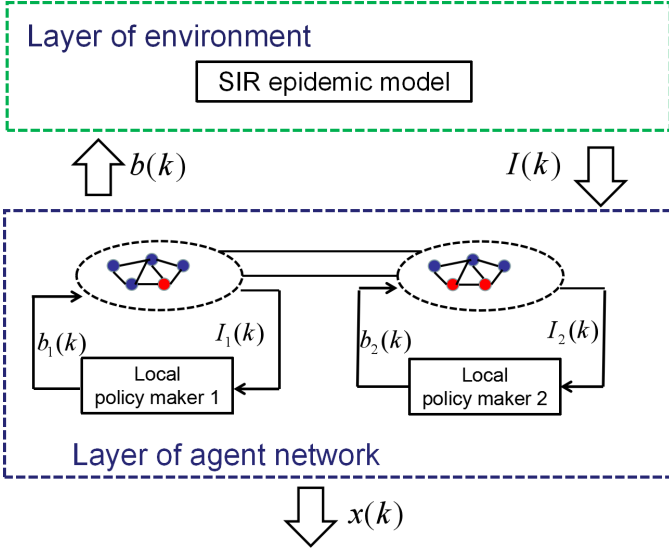 Layer of environment
SIR epidemic model
b(k)
I(k)
b₁(k)
I₁(k)
b₂(k)
I₂(k)
Local
policy maker 1
Local
policy maker 2
Layer of agent network
x(k)